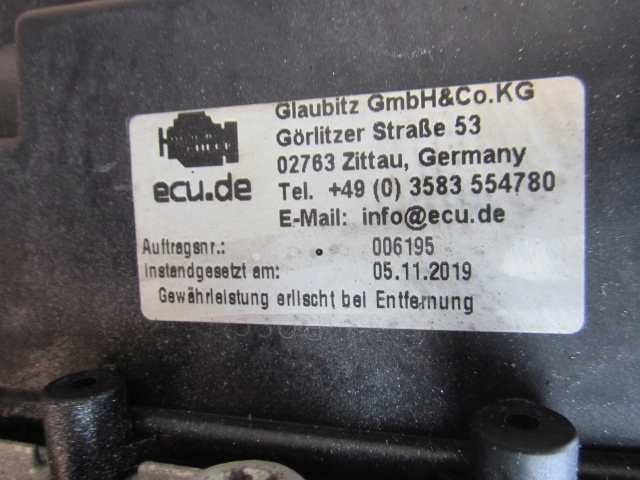 Glaubitz GmbH&Co.KG
Görlitzer Straße 53
02763 Zittau, Germany
ecu.de
Tel. +49 (0) 3583 554780
E-Mail: info@ecu.de
Auftragsnr.: 006195
Instandgesetzt am: 05.11.2019
Gewährleistung erlischt bei Entfernung